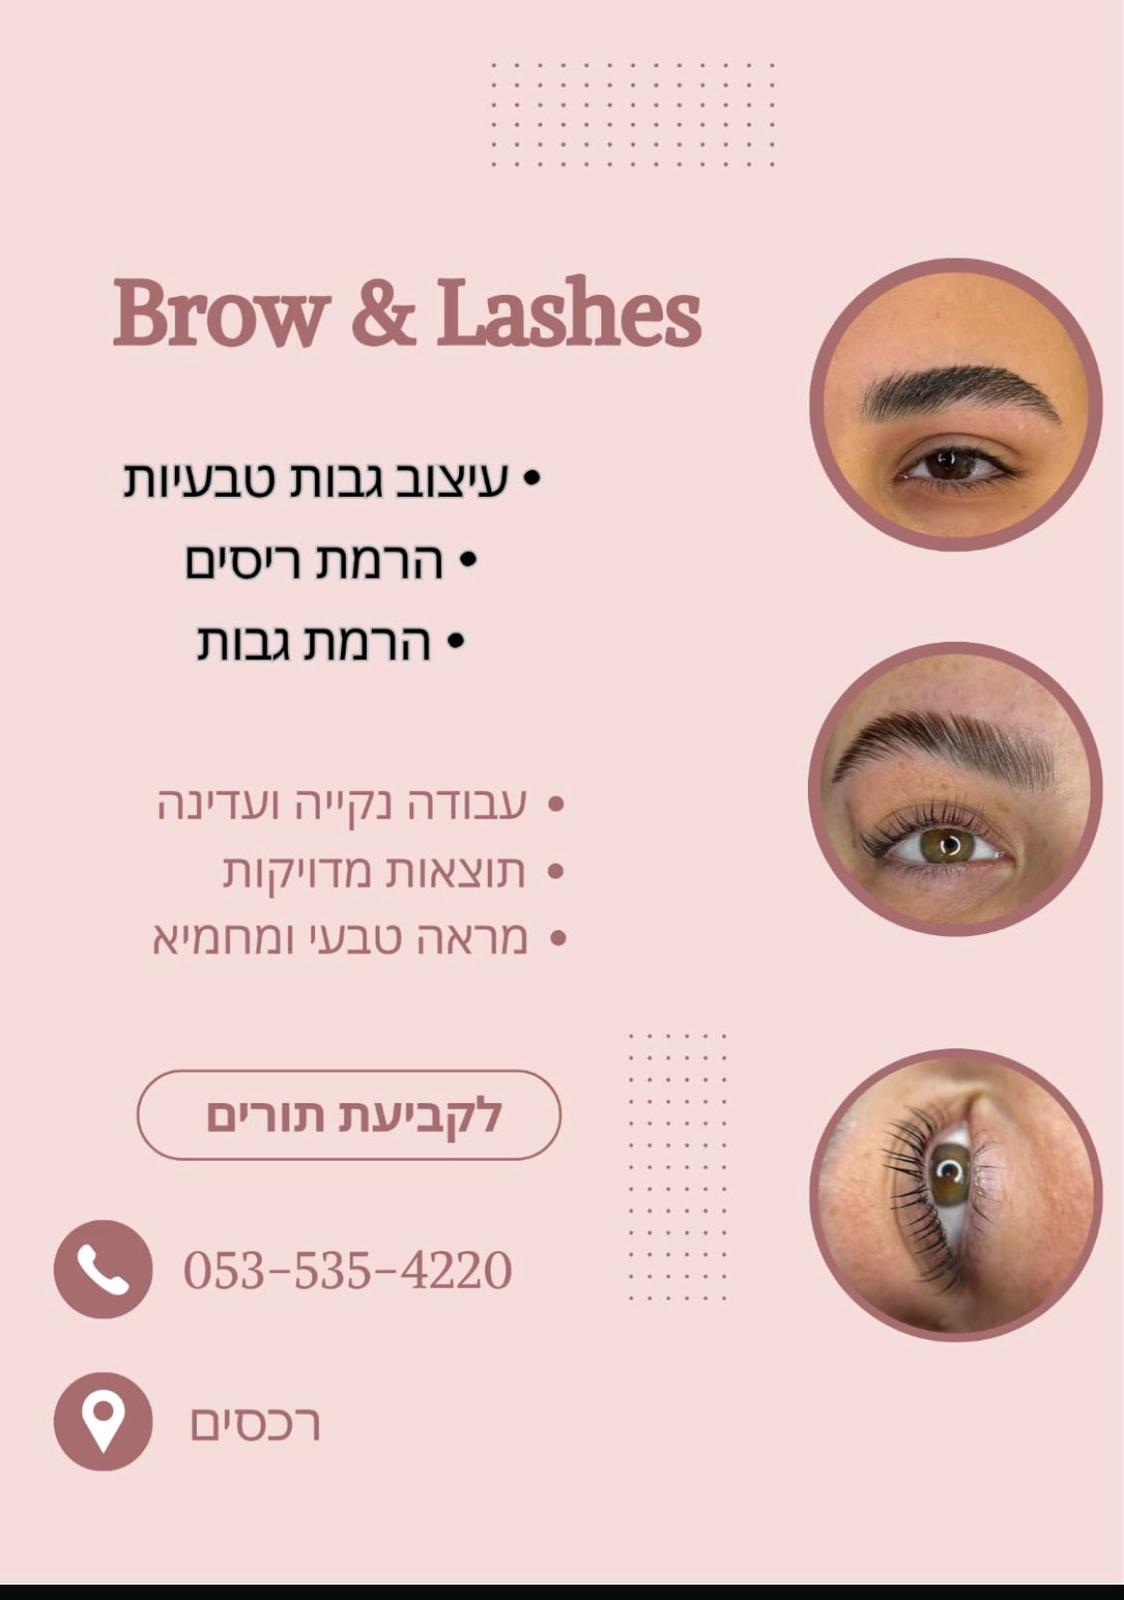 Brow & Lashes
• עיצוב גבות טבעיות
• הרמת ריסים
• הרמת גבות
• עבודה נקייה ועדינה
• תוצאות מדויקות
• מראה טבעי ומחמיא
לקביעת תורים
053-535-4220
רכסים